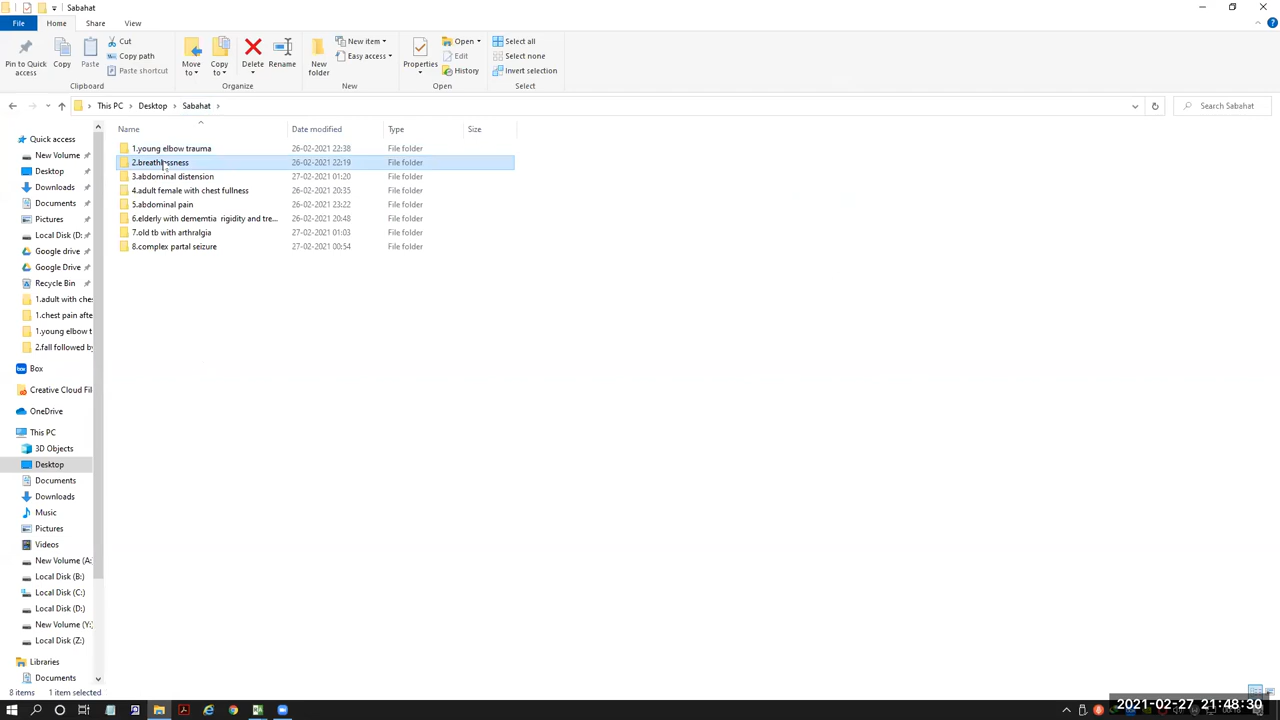 Sabahat
File Home Share View
Pin to Quick access
Copy
Paste
Cut
Copy path
Paste shortcut
Clipboard
Move to
Copy to
Delete
Rename
Organize
New folder
New item
Easy access
New
Properties
Open
Edit
History
Open
Select all
Select none
Invert selection
Select
This PC > Desktop > Sabahat >
Search Sabahat
Name Date modified Type Size
1.young elbow trauma 26-02-2021 22:38 File folder
2.breathlessness 26-02-2021 22:19 File folder
3.abdominal distension 27-02-2021 01:20 File folder
4.adult female with chest fullness 26-02-2021 20:35 File folder
5.abdominal pain 26-02-2021 23:22 File folder
6.elderly with dememtia rigidity and tre... 26-02-2021 20:48 File folder
7.old tb with arthralgia 27-02-2021 01:03 File folder
8.complex partal seizure 27-02-2021 00:54 File folder
Quick access
New Volume
Desktop
Downloads
Documents
Pictures
Local Disk (D:
Google drive
Google Drive
Recycle Bin
1.adult with ches
1.chest pain afte
1.young elbow t
2.fall followed by
Box
Creative Cloud Fil
OneDrive
This PC
3D Objects
Desktop
Documents
Downloads
Music
Pictures
Videos
New Volume (A:
Local Disk (B:)
Local Disk (C:)
Local Disk (D:)
New Volume (Y:
Local Disk (Z:)
Libraries
Documents
8 items 1 item selected
2021-02-27 21:48:30